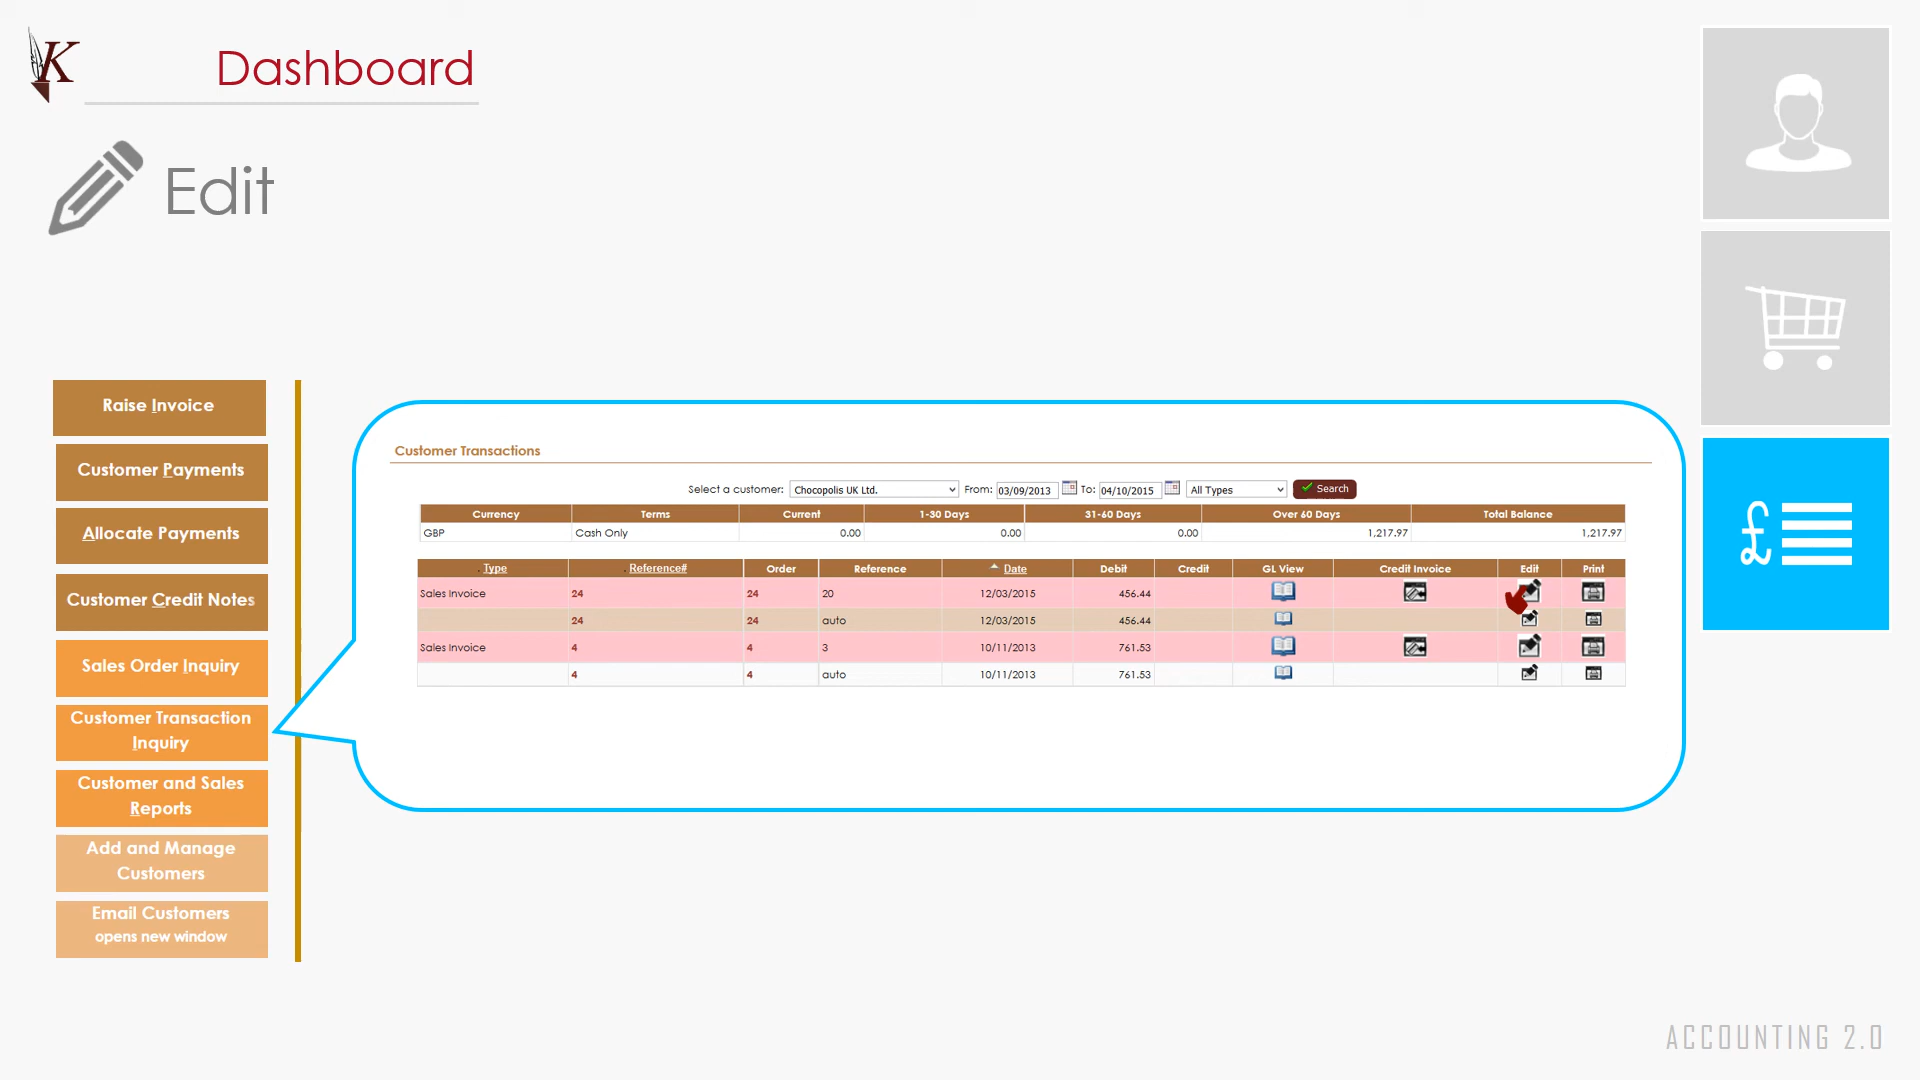 K
Dashboard
Edit
Raise Invoice
Customer Payments
Allocate Payments
Customer Credit Notes
Sales Order Inquiry
Customer Transaction
Inquiry
Customer and Sales
Reports
Add and Manage
Customers
Email Customers
opens new window
Customer Transactions
Select a customer: Chocopolis UK Ltd. From: 03/09/2013 To: 04/10/2015 All Types Search
Currency Terms Current 1-30 Days 31-60 Days Over 60 Days Total Balance
GBP Cash Only 0.00 0.00 0.00 1,217.97 1,217.97
Type Reference# Order Reference Date Debit Credit GL View Credit Invoice Edit Print
Sales Invoice 24 24 20 12/03/2015 456.44
24 24 auto 12/03/2015 456.44
Sales Invoice 4 4 3 10/11/2013 761.53
4 4 auto 10/11/2013 761.53
£
ACCOUNTING 2.0